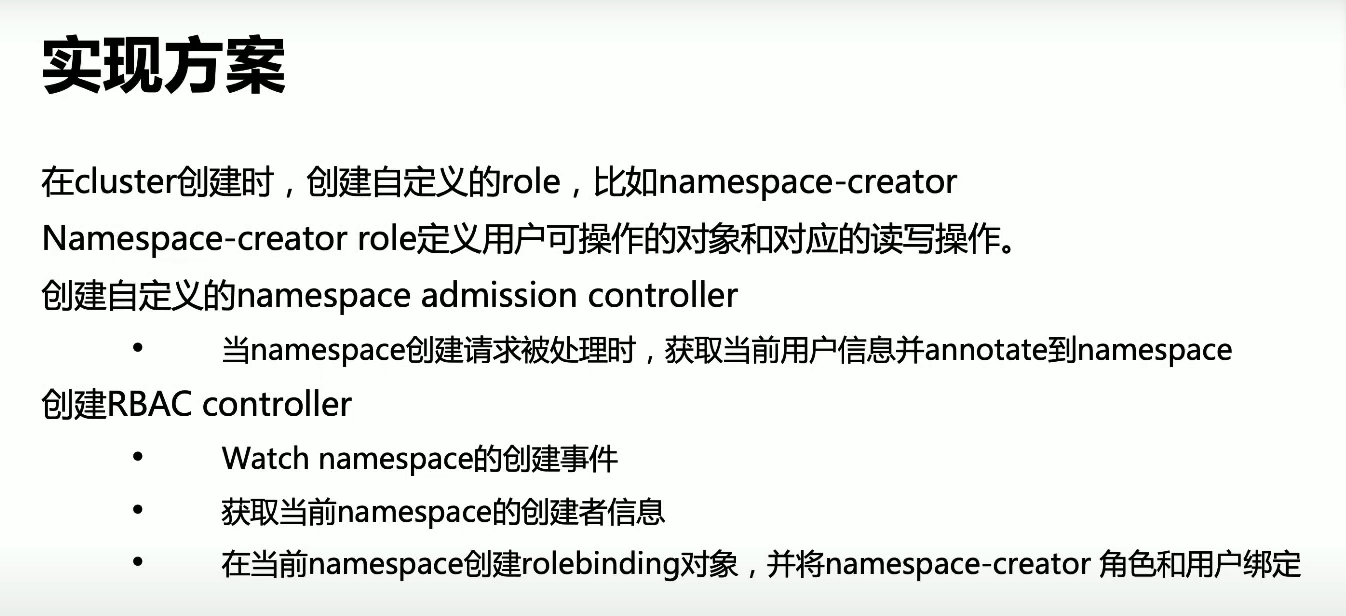 实现方案
在cluster创建时，创建自定义的role，比如namespace-creator
Namespace-creator role定义用户可操作的对象和对应的读写操作。
创建自定义的namespace admission controller
• 当namespace创建请求被处理时，获取当前用户信息并annotate到namespace
创建RBAC controller
• Watch namespace的创建事件
• 获取当前namespace的创建者信息
• 在当前namespace创建rolebinding对象，并将namespace-creator 角色和用户绑定